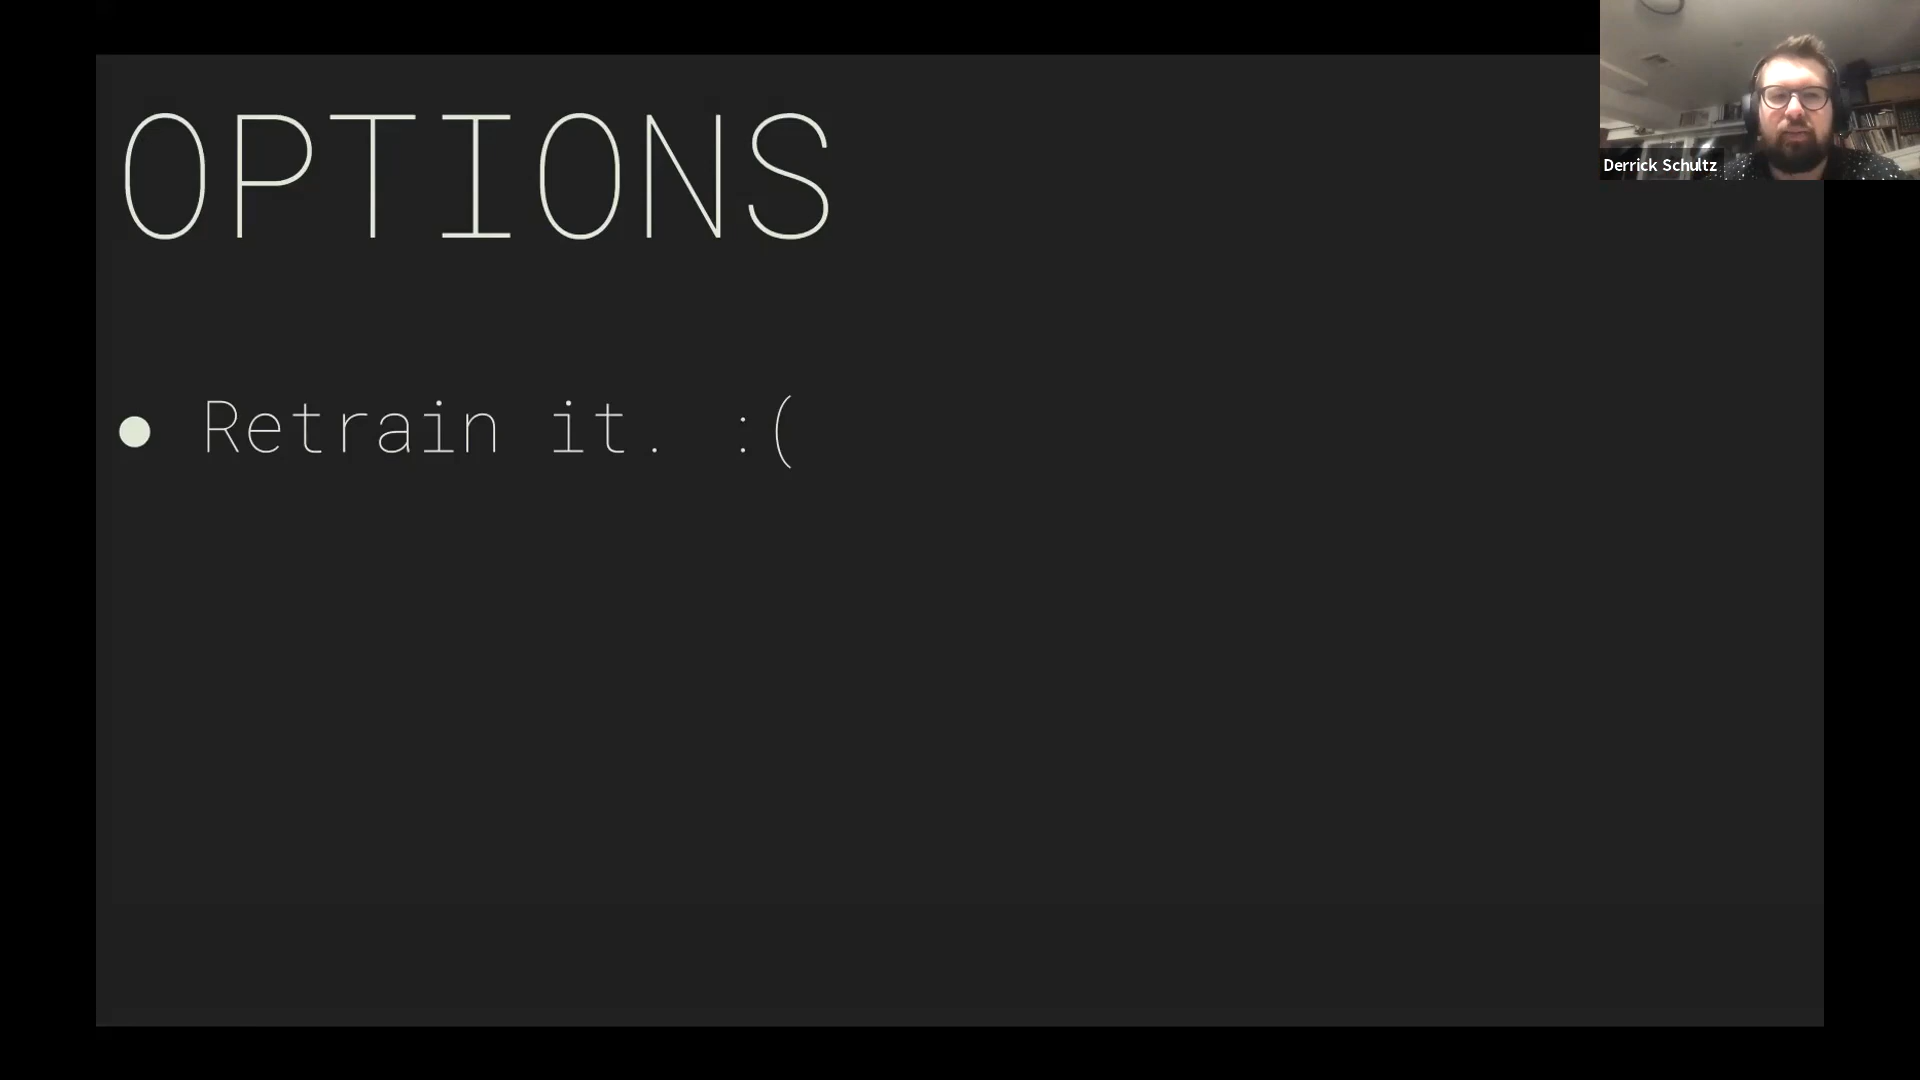 OPTIONS
Derrick Schultz
● Retrain it. :(